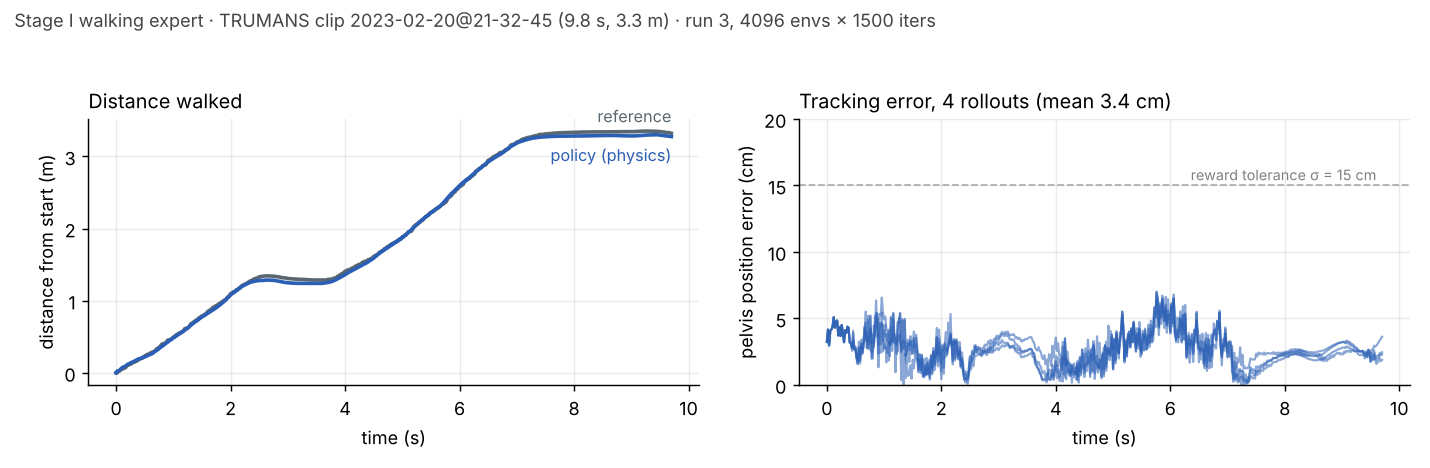 Stage I walking expert · TRUMANS clip 2023-02-20@21-32-45 (9.8 s, 3.3 m) · run 3, 4096 envs × 1500 iters
Distance walked
reference
policy (physics)
distance from start (m)
3
2
1
0
0 2 4 6 8 10
time (s)
Tracking error, 4 rollouts (mean 3.4 cm)
reward tolerance σ = 15 cm
pelvis position error (cm)
20
15
10
5
0
0 2 4 6 8 10
time (s)